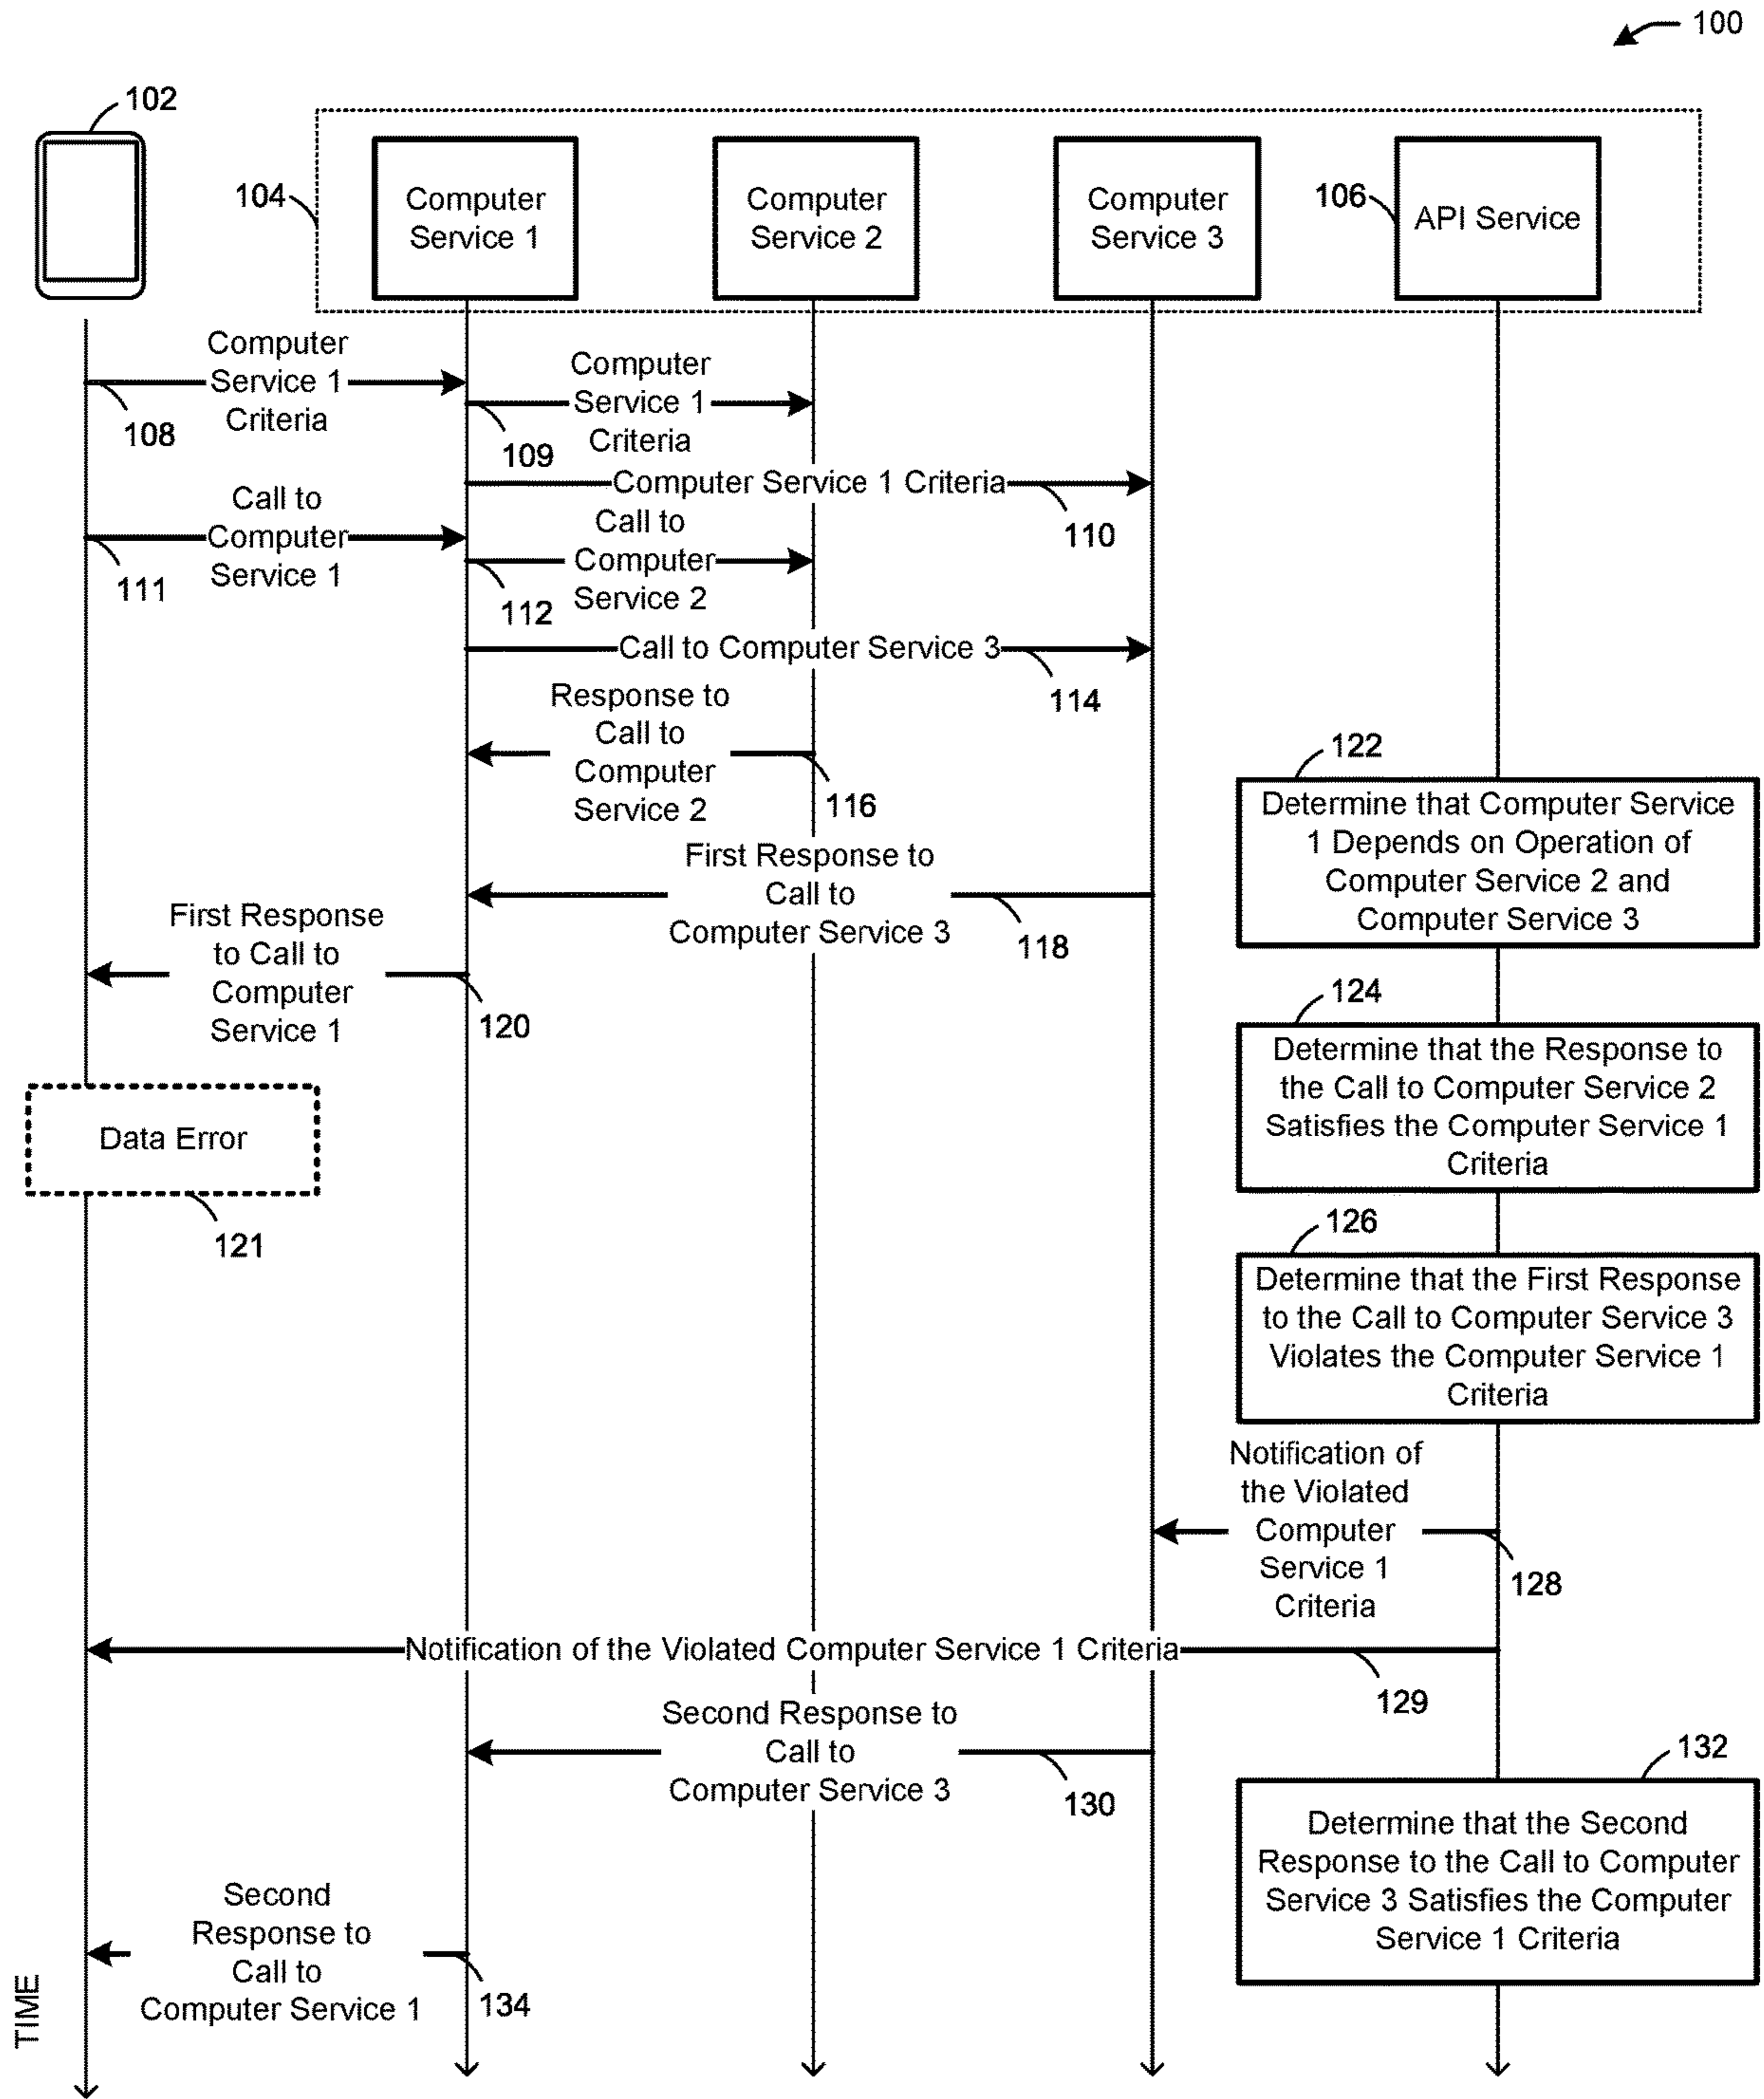 100
102
104
Computer
Service 1
Computer
Service 2
Computer
Service 3
106
API Service
Computer
Service 1
Criteria
108
Computer
Service 1
Criteria
109
Computer Service 1 Criteria
110
Call to
Computer
Service 1
111
Call to
Computer
Service 2
112
Call to Computer Service 3
114
Response to
Call to
Computer
Service 2
116
122
Determine that Computer Service
1 Depends on Operation of
Computer Service 2 and
Computer Service 3
First Response to
Call to
Computer Service 3
118
First Response
to Call to
Computer
Service 1
120
124
Determine that the Response to
the Call to Computer Service 2
Satisfies the Computer Service 1
Criteria
Data Error
121
126
Determine that the First Response
to the Call to Computer Service 3
Violates the Computer Service 1
Criteria
Notification of
the Violated
Computer
Service 1
Criteria
128
Notification of the Violated Computer Service 1 Criteria
129
Second Response to
Call to
Computer Service 3
130
132
Determine that the Second
Response to the Call to Computer
Service 3 Satisfies the Computer
Service 1 Criteria
Second
Response to
Call to
Computer Service 1
134
TIME